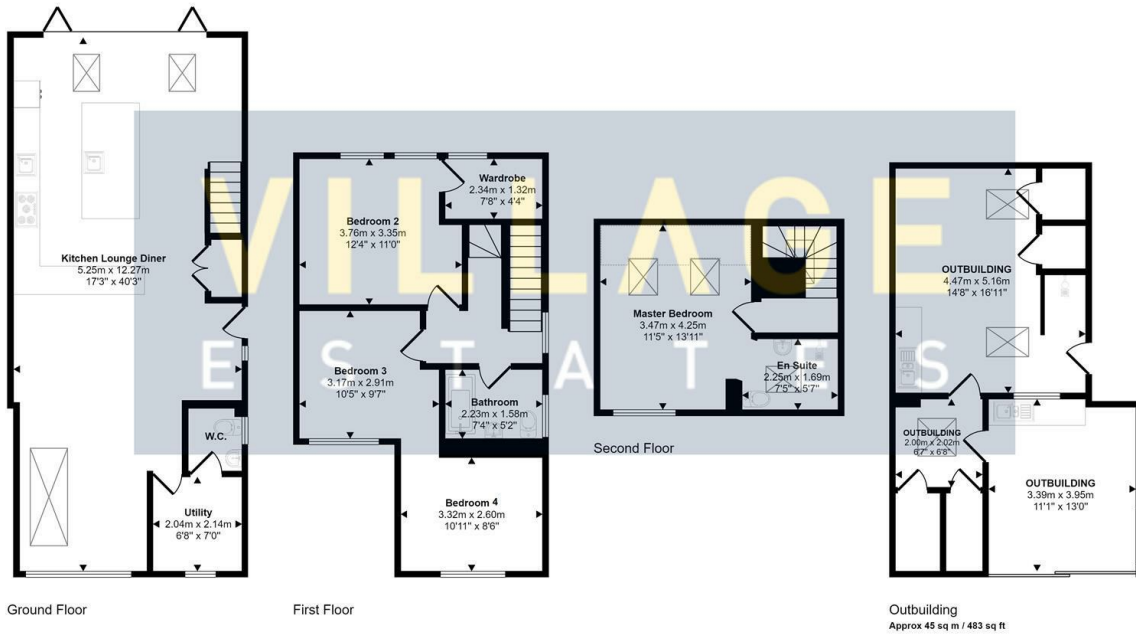 Kitchen Lounge Diner
5.25m x 12.27m
17'3" x 40'3"
W.C.
Utility
2.04m x 2.14m
6'8" x 7'0"
Ground Floor
Bedroom 2
3.76m x 3.35m
12'4" x 11'0"
Wardrobe
2.34m x 1.32m
7'8" x 4'4"
Bedroom 3
3.17m x 2.91m
10'5" x 9'7"
Bathroom
2.23m x 1.58m
7'4" x 5'2"
Bedroom 4
3.32m x 2.60m
10'11" x 8'6"
First Floor
Master Bedroom
3.47m x 4.25m
11'5" x 13'11"
En Suite
2.25m x 1.69m
7'5" x 5'7"
Second Floor
OUTBUILDING
4.47m x 5.16m
14'8" x 16'11"
OUTBUILDING
2.00m x 2.02m
6'7" x 6'8"
OUTBUILDING
3.39m x 3.95m
11'1" x 13'0"
Outbuilding
Approx 45 sq m / 483 sq ft
VILLAGE
ESTATES